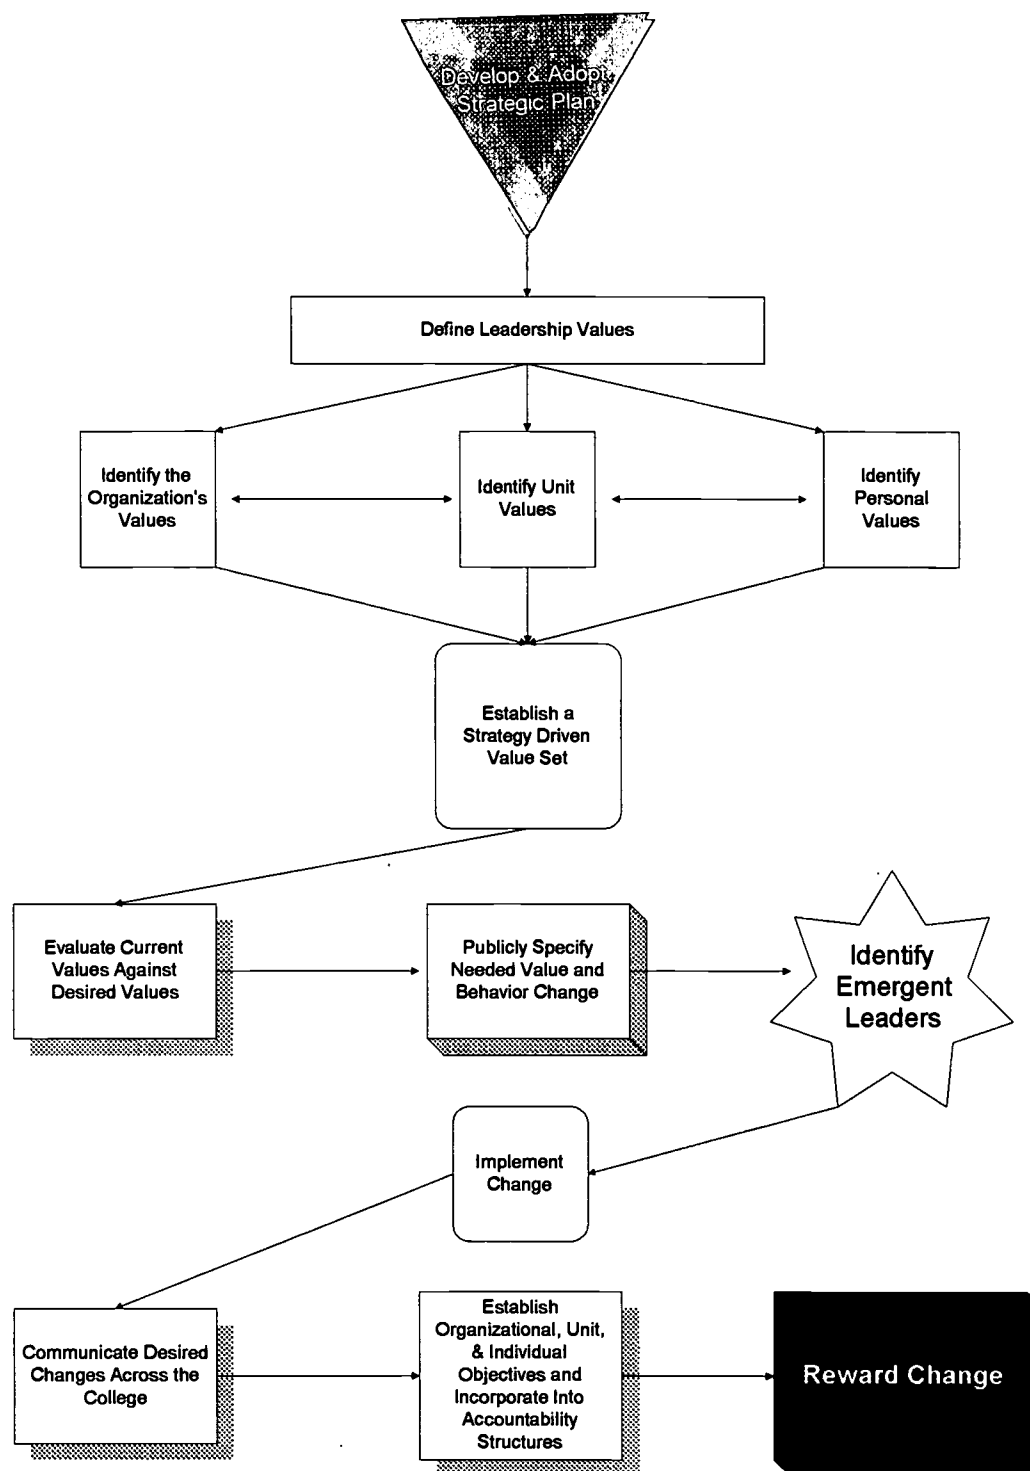 Develop & Adopt
Strategic Plan
Define Leadership Values
Identify the
Organization's
Values
Identify Unit
Values
Identify
Personal
Values
Establish a
Strategy Driven
Value Set
Evaluate Current
Values Against
Desired Values
Publicly Specify
Needed Value and
Behavior Change
Identify
Emergent
Leaders
Implement
Change
Communicate Desired
Changes Across the
College
Establish
Organizational, Unit,
& Individual
Objectives and
Incorporate Into
Accountability
Structures
Reward Change